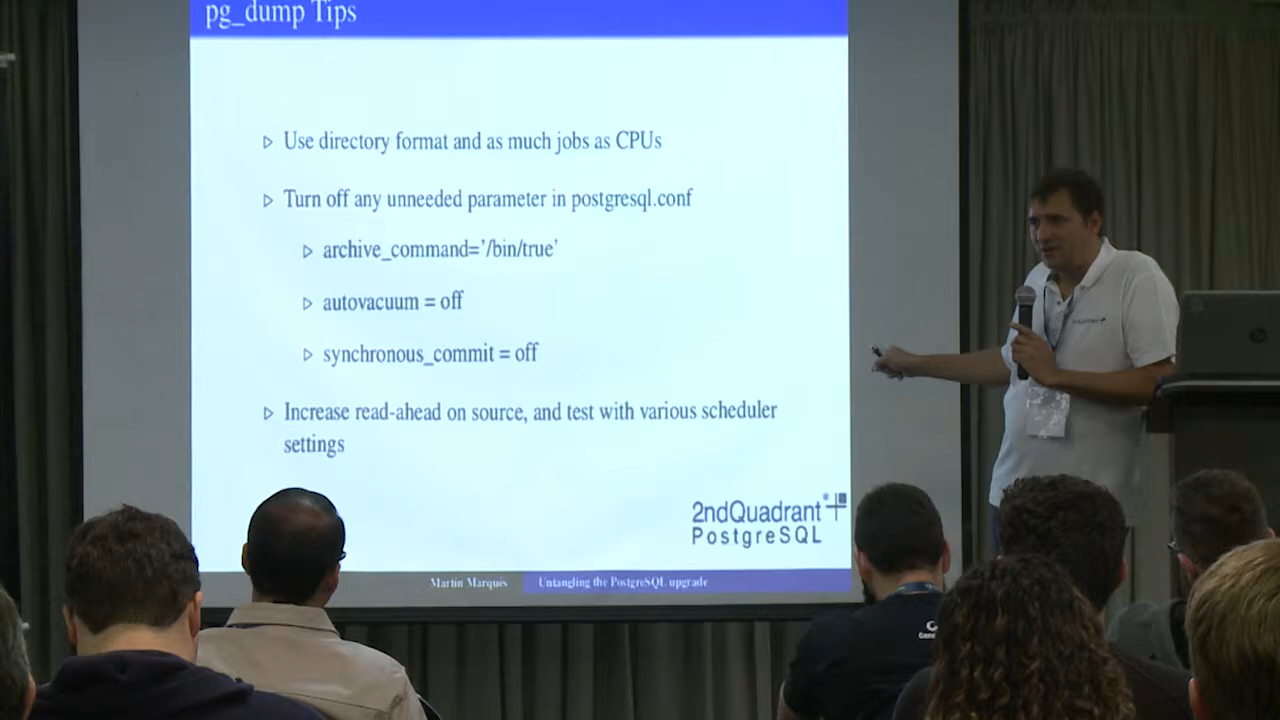 pg_dump Tips
Use directory format and as much jobs as CPUs
Turn off any unneeded parameter in postgresql.conf
archive_command='/bin/true'
autovacuum = off
synchronous_commit = off
Increase read-ahead on source, and test with various scheduler
settings
2ndQuadrant
PostgreSQL
Martín Marqués Untangling the PostgreSQL upgrade